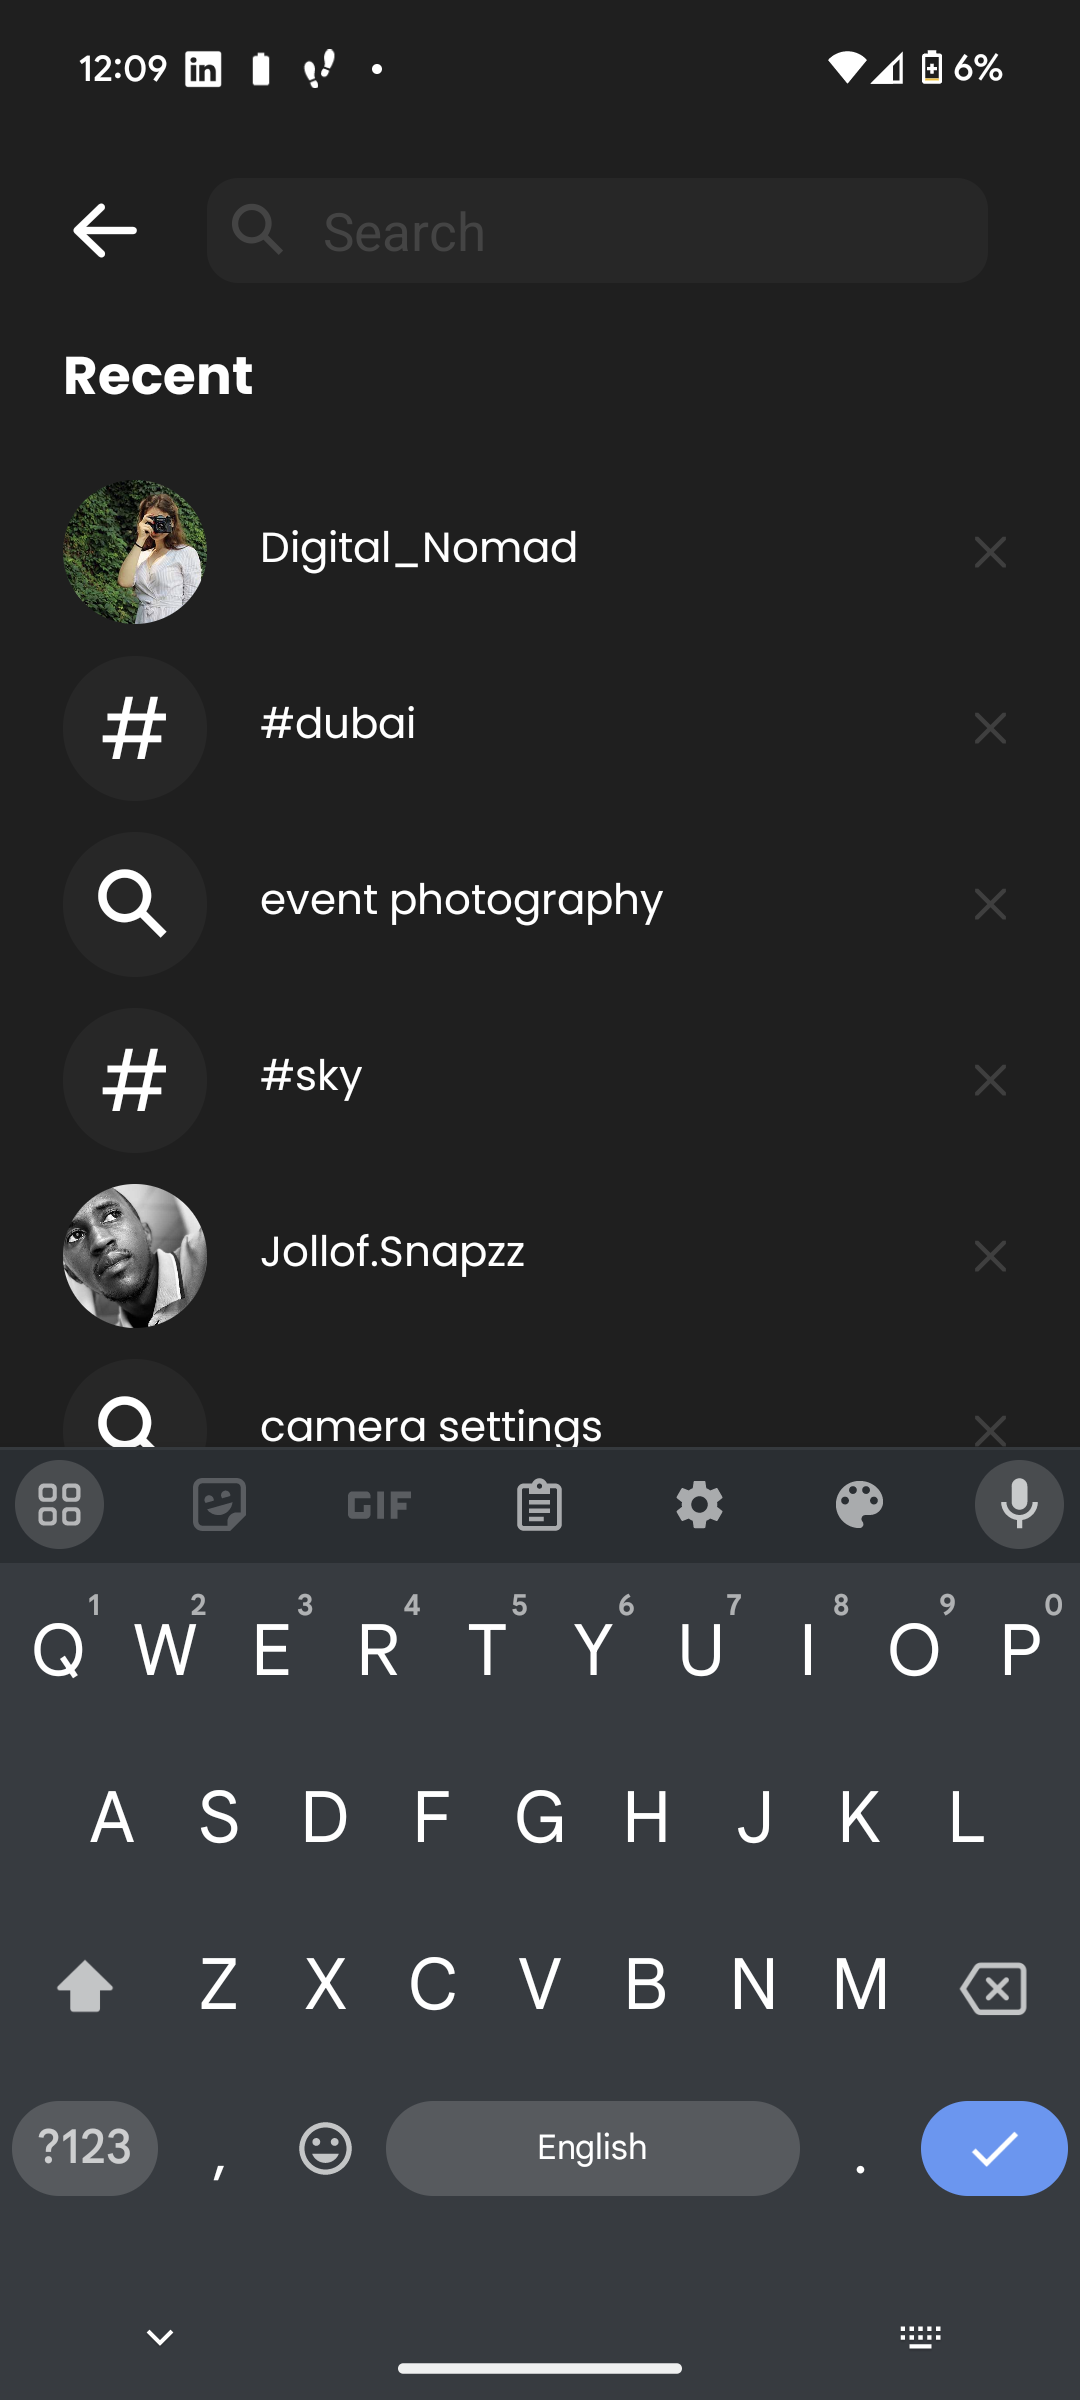 12:09 in 6%
Search
Recent
Digital_Nomad
#dubai
event photography
#sky
Jollof.Snapzz
camera settings
GIF
1 2 3 4 5 6 7 8 9 0
Q W E R T Y U I O P
A S D F G H J K L
Z X C V B N M
?123 , English .